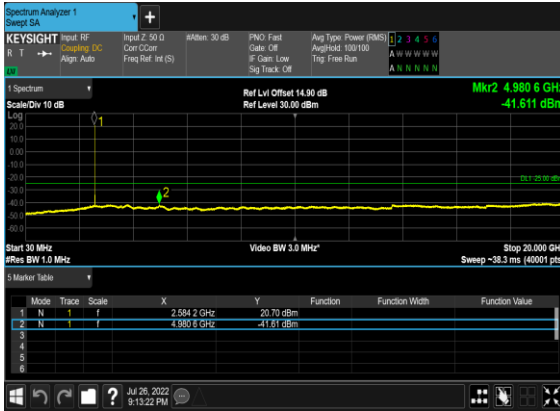 Spectrum Analyzer 1
Swept SA
KEYSIGHT Input: RF Input Z: 50 Ω #Atten: 30 dB PNO: Fast Avg Type: Power (RMS) 1 2 3 4 5 6
R T Coupling: DC Corr CCorr Gate: Off Avg|Hold: 100/100 A W W W W W
Align: Auto Freq Ref: Int (S) IF Gain: Low Trig: Free Run
Sig Track: Off A N N N N N
1 Spectrum Ref Lvl Offset 14.90 dB Mkr2 4.980 6 GHz
Scale/Div 10 dB Ref Level 30.00 dBm -41.611 dBm
Log
20.0
10.0
0.00
-10.0
-20.0
-30.0
-40.0
-50.0
-60.0
1
2
DL1 -25.00 dBm
Start 30 MHz Video BW 3.0 MHz* Stop 20.000 GHz
#Res BW 1.0 MHz Sweep ~38.3 ms (40001 pts)
5 Marker Table
Mode Trace Scale X Y Function Function Width Function Value
1 N 1 f 2.584 2 GHz 20.70 dBm
2 N 1 f 4.980 6 GHz -41.61 dBm
3
4
5
6
? Jul 26, 2022
9:13:22 PM